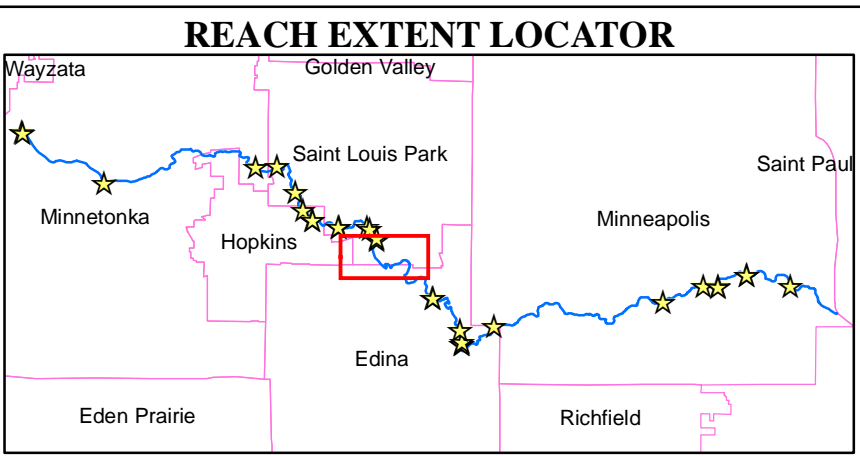 REACH EXTENT LOCATOR
Wayzata
Golden Valley
Saint Louis Park
Saint Paul
Minnetonka
Minneapolis
Hopkins
Edina
Eden Prairie
Richfield